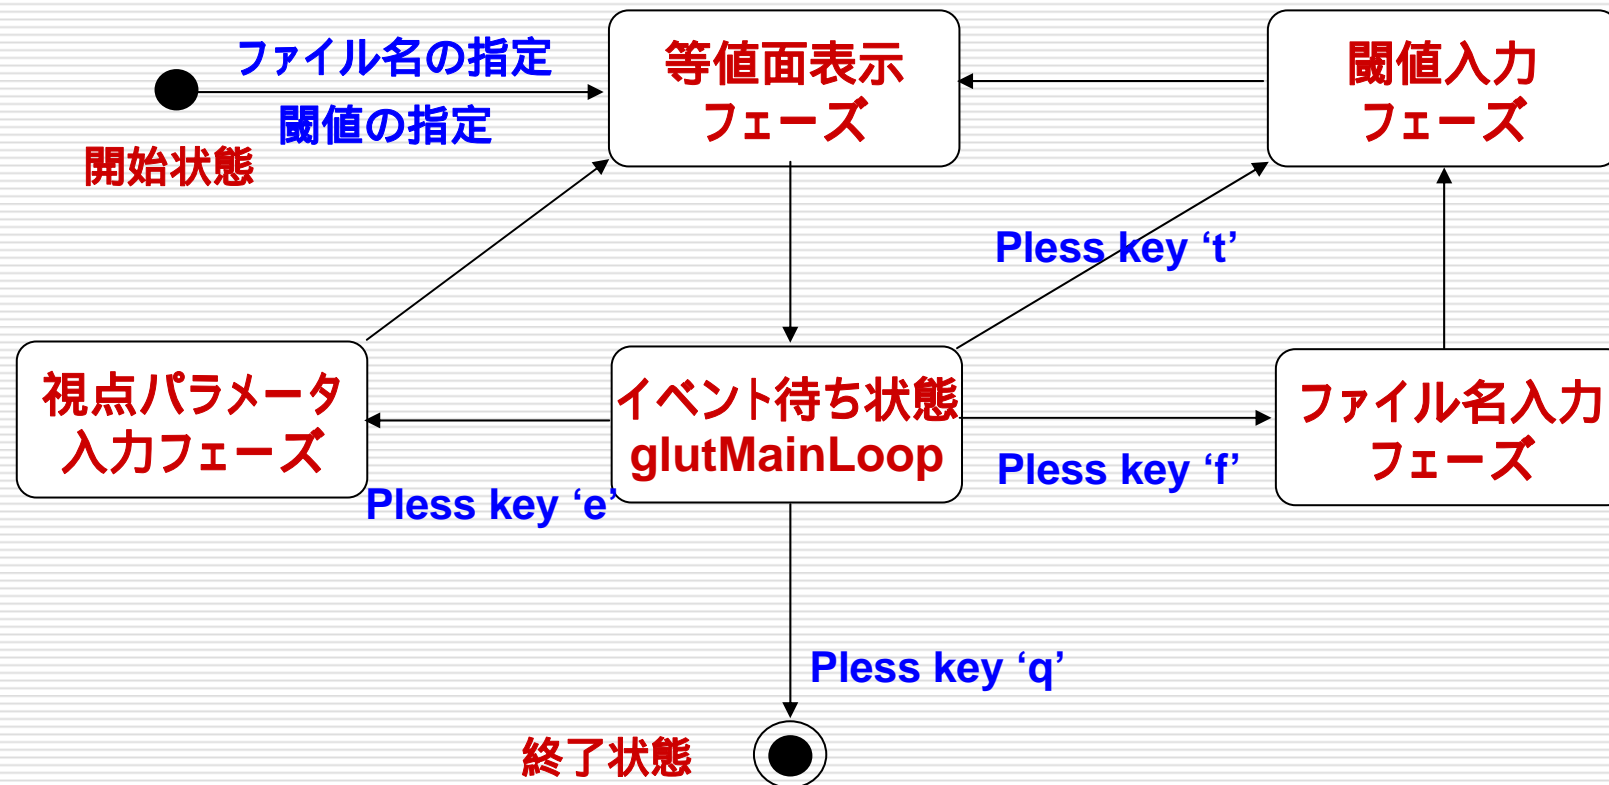 ファイル名の指定
閾値の指定
開始状態
等値面表示
フェーズ
閾値入力
フェーズ
Pless key ‘t’
視点パラメータ
入力フェーズ
イベント待ち状態
glutMainLoop
ファイル名入力
フェーズ
Pless key ‘e’
Pless key ‘f’
Pless key ‘q’
終了状態